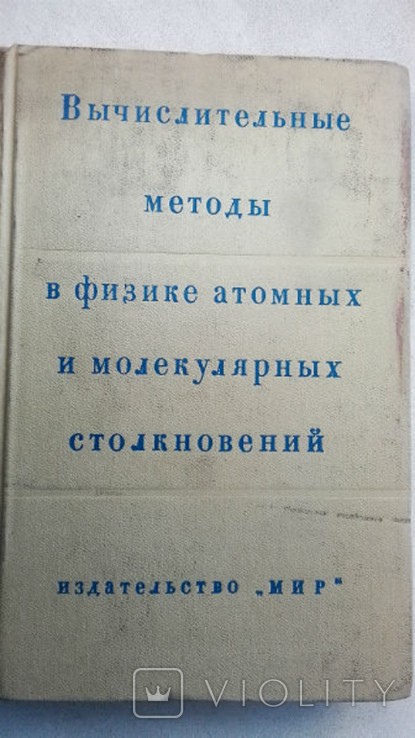 Вычислительные
методы
в физике атомных
и молекулярных
столкновений
издательство „МИР"
VIOLITY